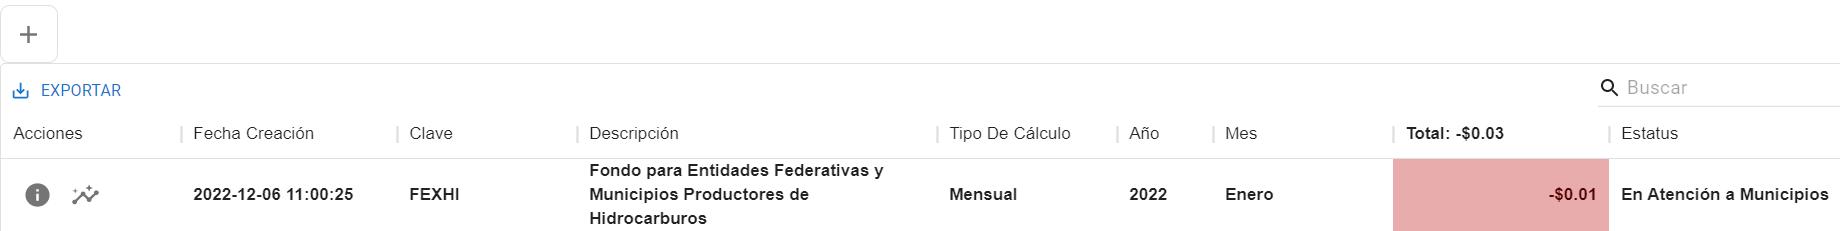 EXPORTAR
Buscar
Acciones Fecha Creación Clave Descripción Tipo De Cálculo Año Mes Total: -$0.03 Estatus
Fondo para Entidades Federativas y
2022-12-06 11:00:25 FEXHI Municipios Productores de Mensual 2022 Enero -$0.01 En Atención a Municipios
Hidrocarburos